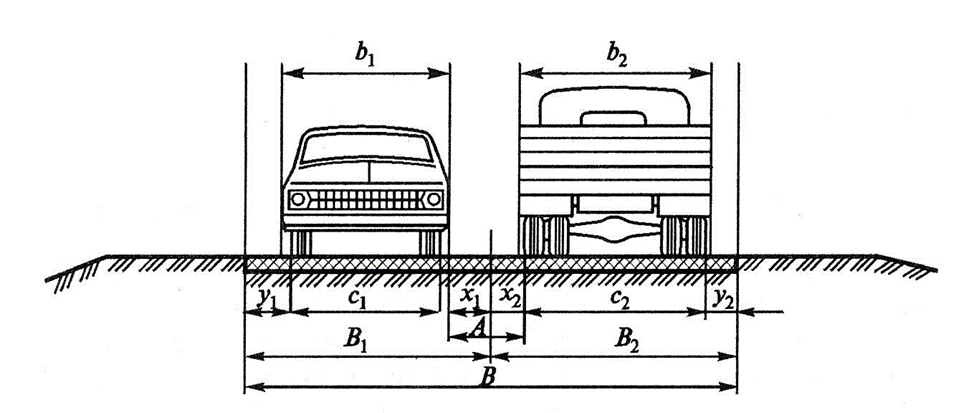 b₁ b₂
y₁ c₁ x₁ x₂ c₂ y₂
A
B₁ B₂
B